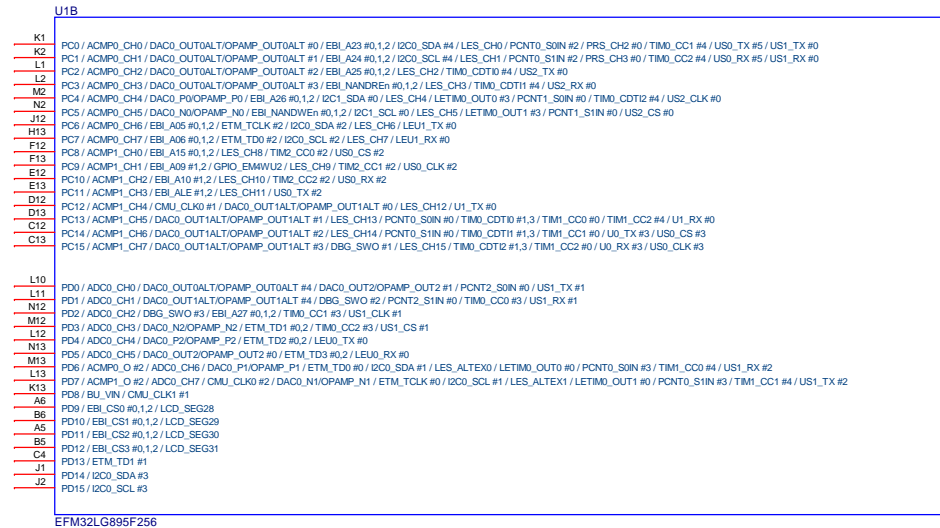 U1B
K1 PC0 / ACMP0_CH0 / DAC0_OUT0ALT/OPAMP_OUT0ALT #0 / EBI_A23 #0,1,2 / I2C0_SDA #4 / LES_CH0 / PCNT0_S0IN #2 / PRS_CH2 #0 / TIM0_CC1 #4 / US0_TX #5 / US1_TX #0
K2 PC1 / ACMP0_CH1 / DAC0_OUT0ALT/OPAMP_OUT0ALT #1 / EBI_A24 #0,1,2 / I2C0_SCL #4 / LES_CH1 / PCNT0_S1IN #2 / PRS_CH3 #0 / TIM0_CC2 #4 / US0_RX #5 / US1_RX #0
L1 PC2 / ACMP0_CH2 / DAC0_OUT0ALT/OPAMP_OUT0ALT #2 / EBI_A25 #0,1,2 / LES_CH2 / TIM0_CDTI0 #4 / US2_TX #0
L2 PC3 / ACMP0_CH3 / DAC0_OUT0ALT/OPAMP_OUT0ALT #3 / EBI_NANDREn #0,1,2 / LES_CH3 / TIM0_CDTI1 #4 / US2_RX #0
M2 PC4 / ACMP0_CH4 / DAC0_P0/OPAMP_P0 / EBI_A26 #0,1,2 / I2C1_SDA #0 / LES_CH4 / LETIM0_OUT0 #3 / PCNT1_S0IN #0 / TIM0_CDTI2 #4 / US2_CLK #0
N2 PC5 / ACMP0_CH5 / DAC0_N0/OPAMP_N0 / EBI_NANDWEn #0,1,2 / I2C1_SCL #0 / LES_CH5 / LETIM0_OUT1 #3 / PCNT1_S1IN #0 / US2_CS #0
J12 PC6 / ACMP0_CH6 / EBI_A05 #0,1,2 / ETM_TCLK #2 / I2C0_SDA #2 / LES_CH6 / LEU1_TX #0
H13 PC7 / ACMP0_CH7 / EBI_A06 #0,1,2 / ETM_TD0 #2 / I2C0_SCL #2 / LES_CH7 / LEU1_RX #0
F12 PC8 / ACMP1_CH0 / EBI_A15 #0,1,2 / LES_CH8 / TIM2_CC0 #2 / US0_CS #2
F13 PC9 / ACMP1_CH1 / EBI_A09 #1,2 / GPIO_EM4WU2 / LES_CH9 / TIM2_CC1 #2 / US0_CLK #2
E12 PC10 / ACMP1_CH2 / EBI_A10 #1,2 / LES_CH10 / TIM2_CC2 #2 / US0_RX #2
E13 PC11 / ACMP1_CH3 / EBI_ALE #1,2 / LES_CH11 / US0_TX #2
D12 PC12 / ACMP1_CH4 / CMU_CLK0 #1 / DAC0_OUT1ALT/OPAMP_OUT1ALT #0 / LES_CH12 / U1_TX #0
D13 PC13 / ACMP1_CH5 / DAC0_OUT1ALT/OPAMP_OUT1ALT #1 / LES_CH13 / PCNT0_S0IN #0 / TIM0_CDTI0 #1,3 / TIM1_CC0 #0 / TIM1_CC2 #4 / U1_RX #0
C12 PC14 / ACMP1_CH6 / DAC0_OUT1ALT/OPAMP_OUT1ALT #2 / LES_CH14 / PCNT0_S1IN #0 / TIM0_CDTI1 #1,3 / TIM1_CC1 #0 / U0_TX #3 / US0_CS #3
C13 PC15 / ACMP1_CH7 / DAC0_OUT1ALT/OPAMP_OUT1ALT #3 / DBG_SWO #1 / LES_CH15 / TIM0_CDTI2 #1,3 / TIM1_CC2 #0 / U0_RX #3 / US0_CLK #3
L10 PD0 / ADC0_CH0 / DAC0_OUT0ALT/OPAMP_OUT0ALT #4 / DAC0_OUT2/OPAMP_OUT2 #1 / PCNT2_S0IN #0 / US1_TX #1
L11 PD1 / ADC0_CH1 / DAC0_OUT1ALT/OPAMP_OUT1ALT #4 / DBG_SWO #2 / PCNT2_S1IN #0 / TIM0_CC0 #3 / US1_RX #1
N12 PD2 / ADC0_CH2 / DBG_SWO #3 / EBI_A27 #0,1,2 / TIM0_CC1 #3 / US1_CLK #1
M12 PD3 / ADC0_CH3 / DAC0_N2/OPAMP_N2 / ETM_TD1 #0,2 / TIM0_CC2 #3 / US1_CS #1
L12 PD4 / ADC0_CH4 / DAC0_P2/OPAMP_P2 / ETM_TD2 #0,2 / LEU0_TX #0
N13 PD5 / ADC0_CH5 / DAC0_OUT2/OPAMP_OUT2 #0 / ETM_TD3 #0,2 / LEU0_RX #0
M13 PD6 / ACMP0_O #2 / ADC0_CH6 / DAC0_P1/OPAMP_P1 / ETM_TD0 #0 / I2C0_SDA #1 / LES_ALTEX0 / LETIM0_OUT0 #0 / PCNT0_S0IN #3 / TIM1_CC0 #4 / US1_RX #2
L13 PD7 / ACMP1_O #2 / ADC0_CH7 / CMU_CLK0 #2 / DAC0_N1/OPAMP_N1 / ETM_TCLK #0 / I2C0_SCL #1 / LES_ALTEX1 / LETIM0_OUT1 #0 / PCNT0_S1IN #3 / TIM1_CC1 #4 / US1_TX #2
K13 PD8 / BU_VIN / CMU_CLK1 #1
A6 PD9 / EBI_CS0 #0,1,2 / LCD_SEG28
B6 PD10 / EBI_CS1 #0,1,2 / LCD_SEG29
A5 PD11 / EBI_CS2 #0,1,2 / LCD_SEG30
B5 PD12 / EBI_CS3 #0,1,2 / LCD_SEG31
C4 PD13 / ETM_TD1 #1
J1 PD14 / I2C0_SDA #3
J2 PD15 / I2C0_SCL #3
EFM32LG895F256